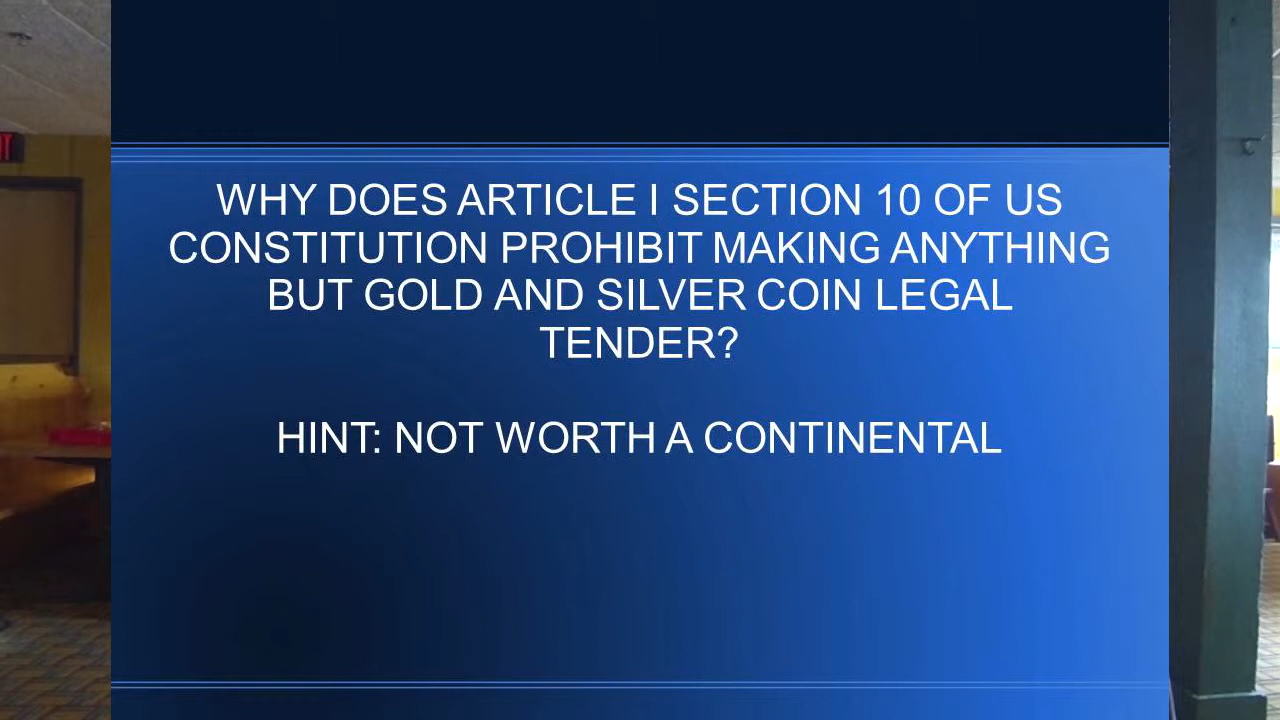 WHY DOES ARTICLE I SECTION 10 OF US
CONSTITUTION PROHIBIT MAKING ANYTHING
BUT GOLD AND SILVER COIN LEGAL
TENDER?
HINT: NOT WORTH A CONTINENTAL